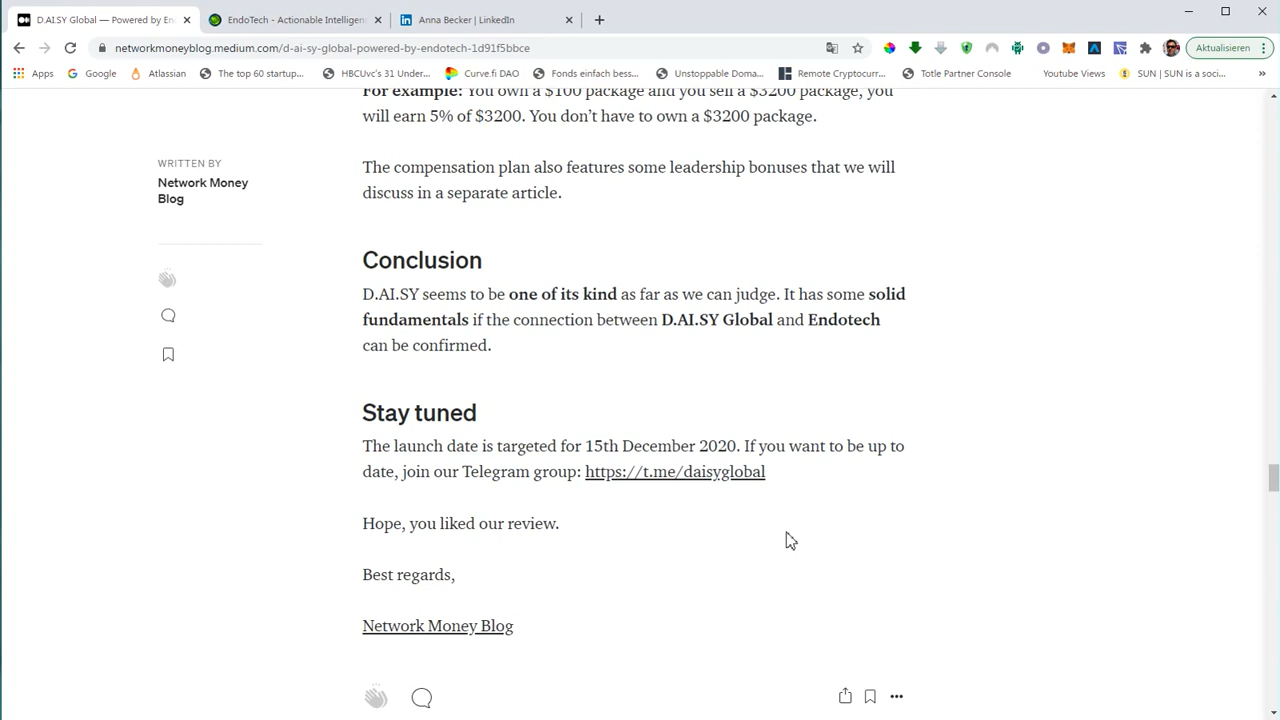 D.AI.SY Global — Powered by E
EndoTech - Actionable Intelligen
Anna Becker | LinkedIn
networkmoneyblog.medium.com/d-ai-sy-global-powered-by-endotech-1d91f5bbce
Aktualisieren
Apps
Google
Atlassian
The top 60 startup...
HBCUvc's 31 Under...
Curve.fi DAO
Fonds einfach bess...
Unstoppable Doma...
Remote Cryptocurr...
Totle Partner Console
Youtube Views
SUN | SUN is a soci...
»
For example: You own a $100 package and you sell a $3200 package, you
will earn 5% of $3200. You don’t have to own a $3200 package.
WRITTEN BY
Network Money
Blog
The compensation plan also features some leadership bonuses that we will
discuss in a separate article.
Conclusion
D.AI.SY seems to be one of its kind as far as we can judge. It has some solid
fundamentals if the connection between D.AI.SY Global and Endotech
can be confirmed.
Stay tuned
The launch date is targeted for 15th December 2020. If you want to be up to
date, join our Telegram group: https://t.me/daisyglobal
Hope, you liked our review.
Best regards,
Network Money Blog